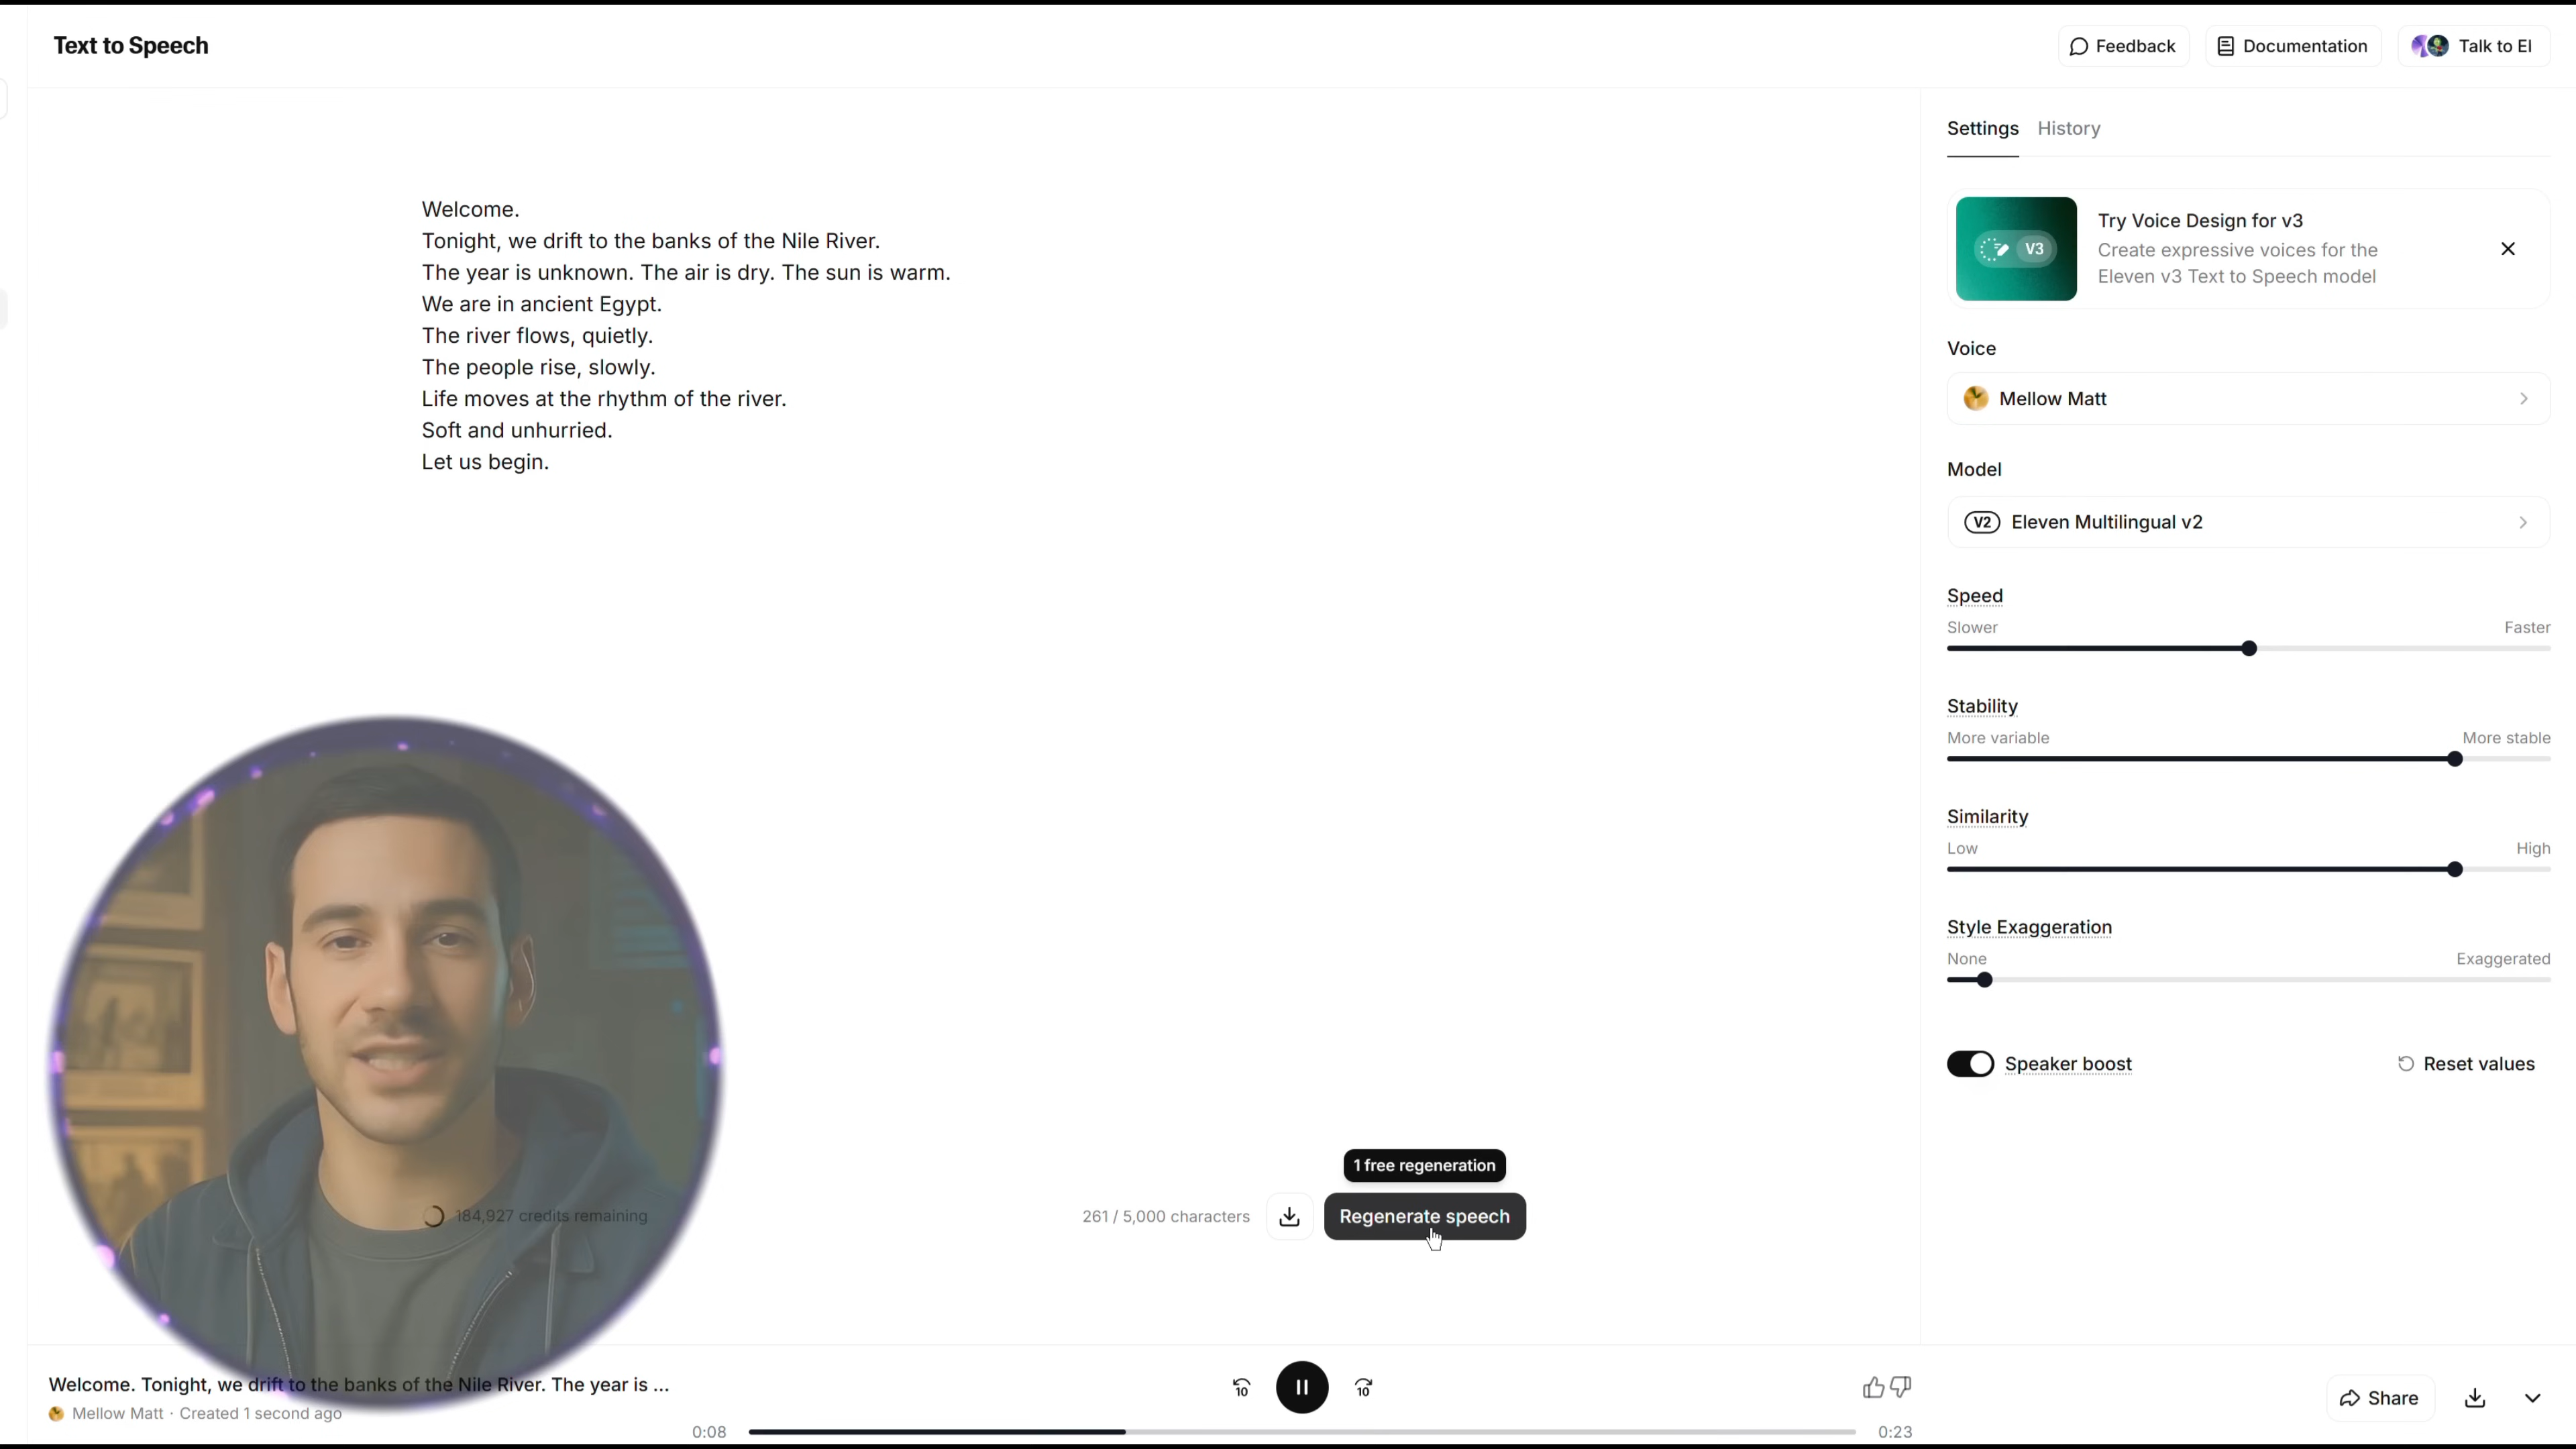 Text to Speech
Feedback
Documentation
Talk to El
Settings
History
Welcome.
Tonight, we drift to the banks of the Nile River.
The year is unknown. The air is dry. The sun is warm.
We are in ancient Egypt.
The river flows, quietly.
The people rise, slowly.
Life moves at the rhythm of the river.
Soft and unhurried.
Let us begin.
V3
Try Voice Design for v3
Create expressive voices for the
Eleven v3 Text to Speech model
Voice
Mellow Matt
Model
V2 Eleven Multilingual v2
Speed
Slower Faster
Stability
More variable More stable
Similarity
Low High
Style Exaggeration
None Exaggerated
Speaker boost
Reset values
1 free regeneration
184,927 credits remaining
261 / 5,000 characters
Regenerate speech
Welcome. Tonight, we drift to the banks of the Nile River. The year is ...
Mellow Matt · Created 1 second ago
10
10
0:08
0:23
Share